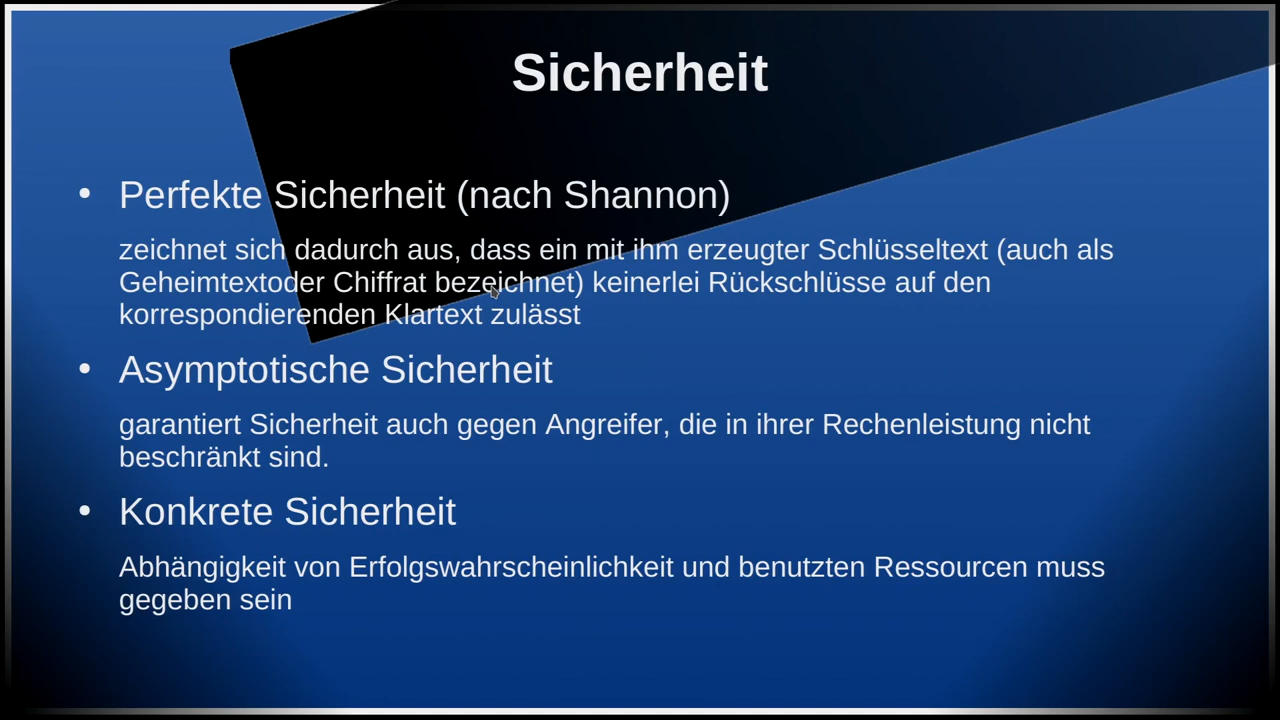 Sicherheit
• Perfekte Sicherheit (nach Shannon)
zeichnet sich dadurch aus, dass ein mit ihm erzeugter Schlüsseltext (auch als
Geheimtextoder Chiffrat bezeichnet) keinerlei Rückschlüsse auf den
korrespondierenden Klartext zulässt
• Asymptotische Sicherheit
garantiert Sicherheit auch gegen Angreifer, die in ihrer Rechenleistung nicht
beschränkt sind.
• Konkrete Sicherheit
Abhängigkeit von Erfolgswahrscheinlichkeit und benutzten Ressourcen muss
gegeben sein